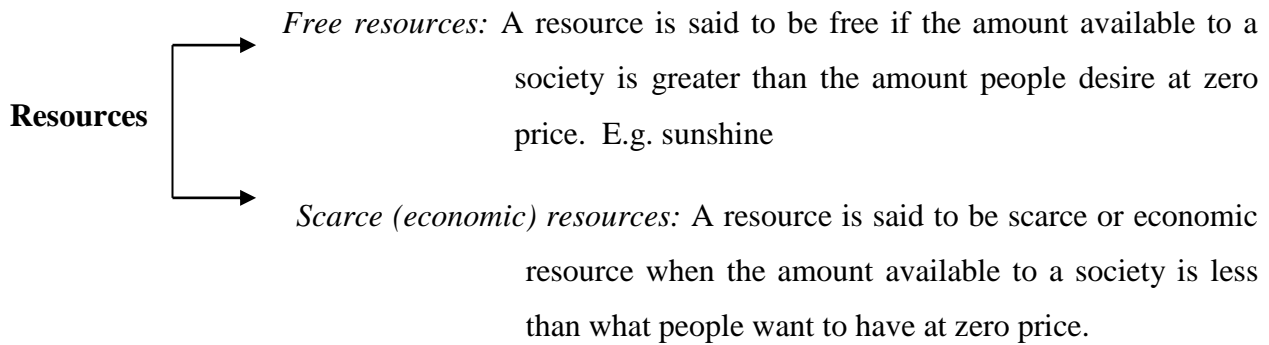 Free resources: A resource is said to be free if the amount available to a
society is greater than the amount people desire at zero
price. E.g. sunshine
Resources
Scarce (economic) resources: A resource is said to be scarce or economic
resource when the amount available to a society is less
than what people want to have at zero price.